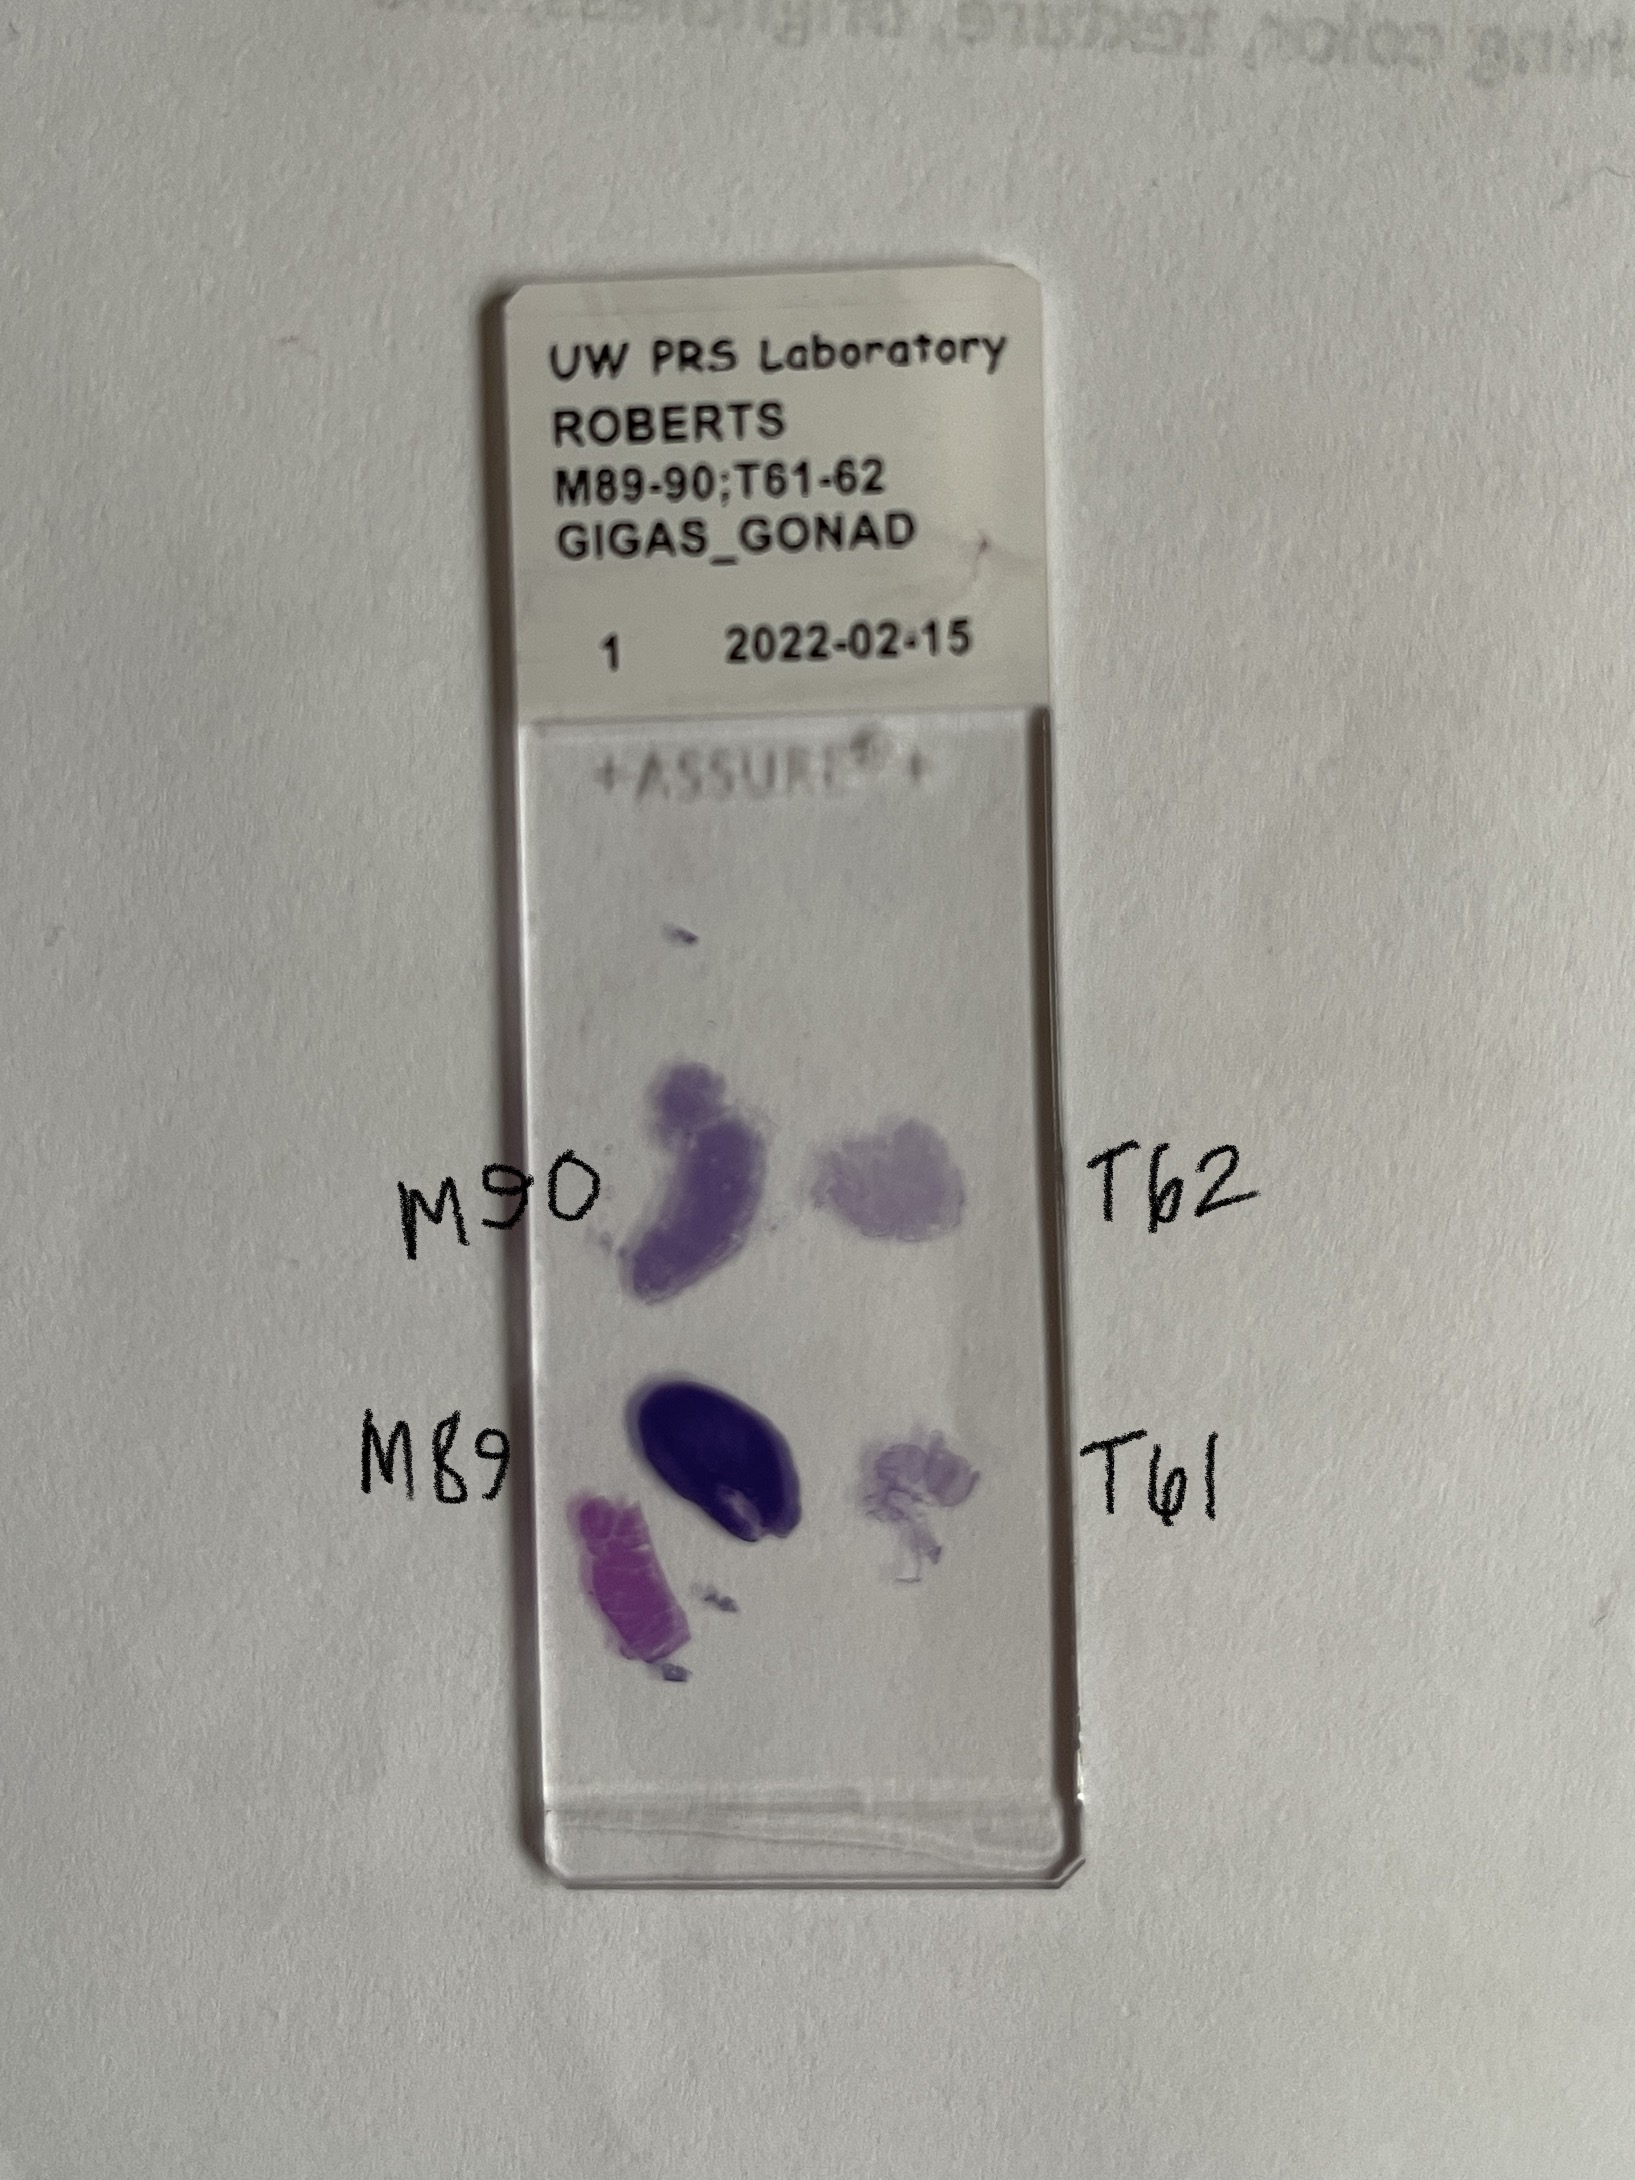 UW PRS Laboratory
ROBERTS
M89-90;T61-62
GIGAS_GONAD
1 2022-02-15
+ASSURE®+
M90 T62
M89 T61